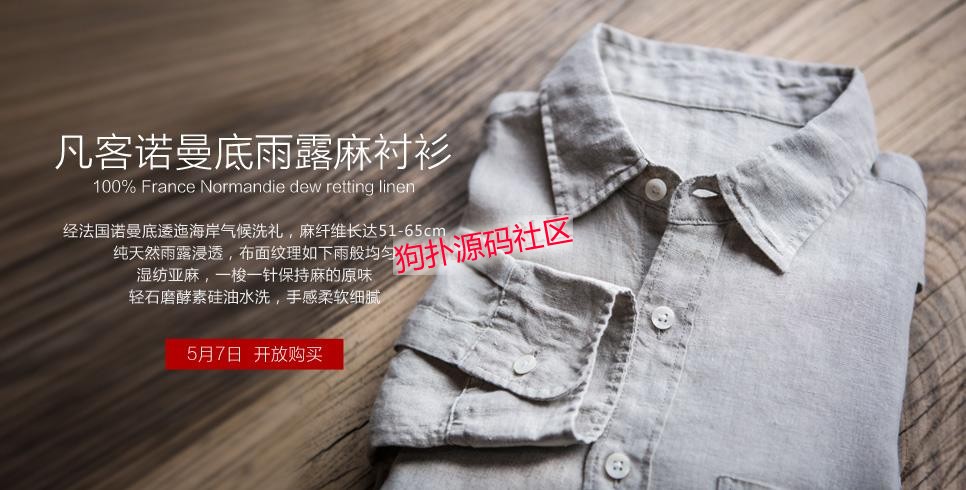 凡客诺曼底雨露麻衬衫
100% France Normandie dew retting linen
经法国诺曼底逶迤海岸气候洗礼，麻纤维长达51-65cm
纯天然雨露浸透，布面纹理如下雨般均匀
湿纺亚麻，一梭一针保持麻的原味
轻石磨酵素硅油水洗，手感柔软细腻
狗扑源码社区
5月7日 开放购买